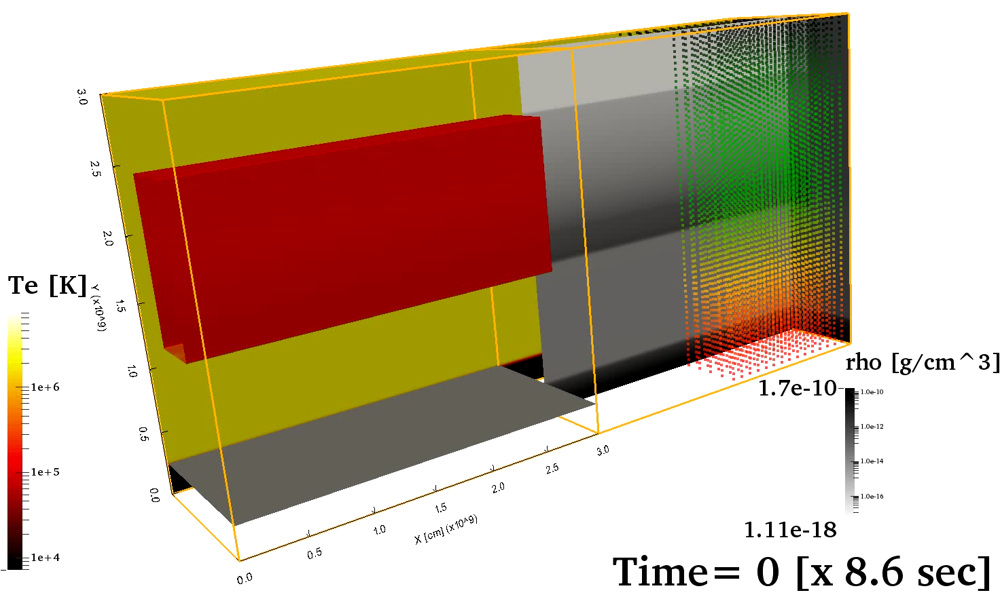 3.0
2.5
2.0
Te [K]
Y (x10^9)
1.5
1.0
1e+6
rho [g/cm^3]
1.7e-10
1.0e-10
1.0e-12
0.5
1e+5
3.0
2.5
1.0e-14
0.0
2.0
1.0e-16
1.5
X [cm] (x10^9)
1.0
1.11e-18
0.5
1e+4
0.0
Time= 0 [x 8.6 sec]